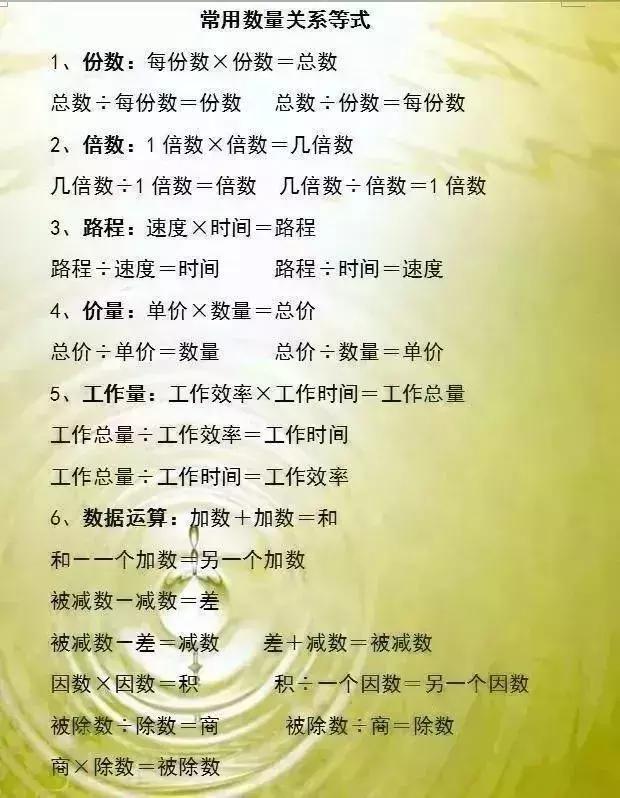 常用数量关系等式
1、份数：每份数×份数＝总数
总数÷每份数＝份数 总数÷份数＝每份数
2、倍数：1倍数×倍数＝几倍数
几倍数÷1倍数＝倍数 几倍数÷倍数＝1倍数
3、路程：速度×时间＝路程
路程÷速度＝时间 路程÷时间＝速度
4、价量：单价×数量＝总价
总价÷单价＝数量 总价÷数量＝单价
5、工作量：工作效率×工作时间＝工作总量
工作总量÷工作效率＝工作时间
工作总量÷工作时间＝工作效率
6、数据运算：加数＋加数＝和
和－一个加数＝另一个加数
被减数－减数＝差
被减数－差＝减数 差＋减数＝被减数
因数×因数＝积 积÷一个因数＝另一个因数
被除数÷除数＝商 被除数÷商＝除数
商×除数＝被除数